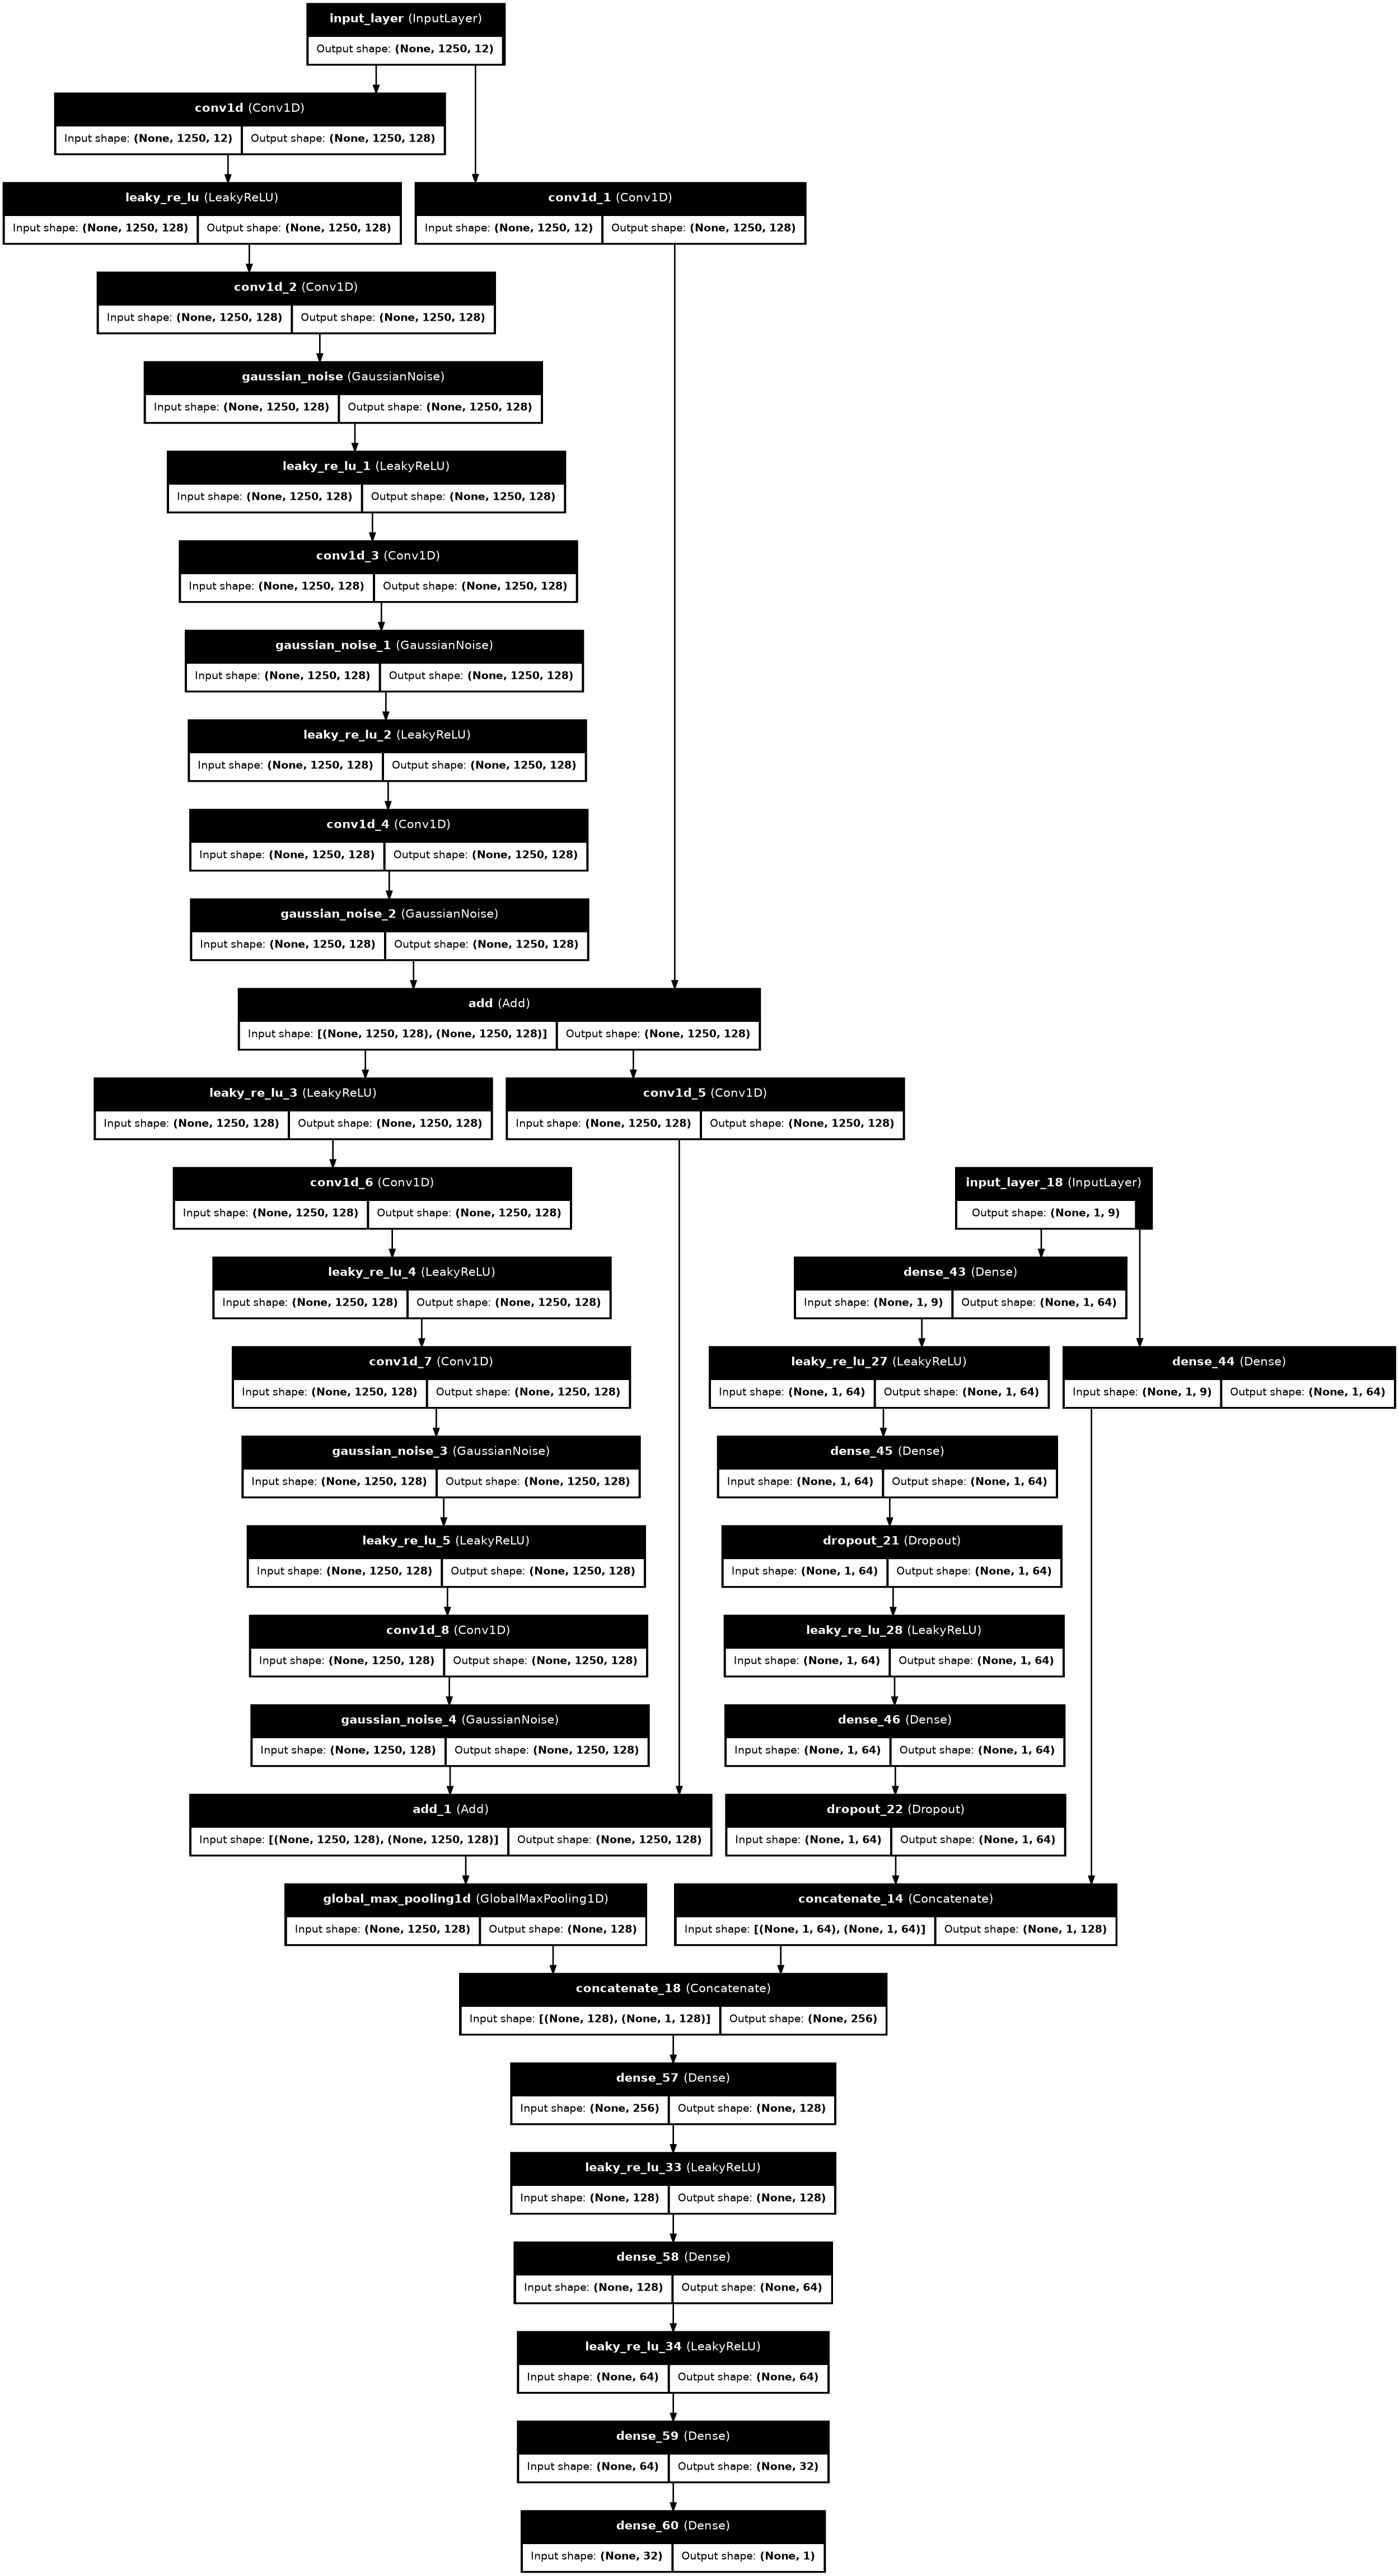 input_layer (InputLayer)
Output shape: (None, 1250, 12)
conv1d (Conv1D)
Input shape: (None, 1250, 12) Output shape: (None, 1250, 128)
leaky_re_lu (LeakyReLU)
Input shape: (None, 1250, 128) Output shape: (None, 1250, 128)
conv1d_1 (Conv1D)
Input shape: (None, 1250, 12) Output shape: (None, 1250, 128)
conv1d_2 (Conv1D)
Input shape: (None, 1250, 128) Output shape: (None, 1250, 128)
gaussian_noise (GaussianNoise)
Input shape: (None, 1250, 128) Output shape: (None, 1250, 128)
leaky_re_lu_1 (LeakyReLU)
Input shape: (None, 1250, 128) Output shape: (None, 1250, 128)
conv1d_3 (Conv1D)
Input shape: (None, 1250, 128) Output shape: (None, 1250, 128)
gaussian_noise_1 (GaussianNoise)
Input shape: (None, 1250, 128) Output shape: (None, 1250, 128)
leaky_re_lu_2 (LeakyReLU)
Input shape: (None, 1250, 128) Output shape: (None, 1250, 128)
conv1d_4 (Conv1D)
Input shape: (None, 1250, 128) Output shape: (None, 1250, 128)
gaussian_noise_2 (GaussianNoise)
Input shape: (None, 1250, 128) Output shape: (None, 1250, 128)
add (Add)
Input shape: [(None, 1250, 128), (None, 1250, 128)] Output shape: (None, 1250, 128)
leaky_re_lu_3 (LeakyReLU)
Input shape: (None, 1250, 128) Output shape: (None, 1250, 128)
conv1d_5 (Conv1D)
Input shape: (None, 1250, 128) Output shape: (None, 1250, 128)
conv1d_6 (Conv1D)
Input shape: (None, 1250, 128) Output shape: (None, 1250, 128)
input_layer_18 (InputLayer)
Output shape: (None, 1, 9)
leaky_re_lu_4 (LeakyReLU)
Input shape: (None, 1250, 128) Output shape: (None, 1250, 128)
dense_43 (Dense)
Input shape: (None, 1, 9) Output shape: (None, 1, 64)
conv1d_7 (Conv1D)
Input shape: (None, 1250, 128) Output shape: (None, 1250, 128)
leaky_re_lu_27 (LeakyReLU)
Input shape: (None, 1, 64) Output shape: (None, 1, 64)
dense_44 (Dense)
Input shape: (None, 1, 9) Output shape: (None, 1, 64)
gaussian_noise_3 (GaussianNoise)
Input shape: (None, 1250, 128) Output shape: (None, 1250, 128)
dense_45 (Dense)
Input shape: (None, 1, 64) Output shape: (None, 1, 64)
leaky_re_lu_5 (LeakyReLU)
Input shape: (None, 1250, 128) Output shape: (None, 1250, 128)
dropout_21 (Dropout)
Input shape: (None, 1, 64) Output shape: (None, 1, 64)
conv1d_8 (Conv1D)
Input shape: (None, 1250, 128) Output shape: (None, 1250, 128)
leaky_re_lu_28 (LeakyReLU)
Input shape: (None, 1, 64) Output shape: (None, 1, 64)
gaussian_noise_4 (GaussianNoise)
Input shape: (None, 1250, 128) Output shape: (None, 1250, 128)
dense_46 (Dense)
Input shape: (None, 1, 64) Output shape: (None, 1, 64)
add_1 (Add)
Input shape: [(None, 1250, 128), (None, 1250, 128)] Output shape: (None, 1250, 128)
dropout_22 (Dropout)
Input shape: (None, 1, 64) Output shape: (None, 1, 64)
global_max_pooling1d (GlobalMaxPooling1D)
Input shape: (None, 1250, 128) Output shape: (None, 128)
concatenate_14 (Concatenate)
Input shape: [(None, 1, 64), (None, 1, 64)] Output shape: (None, 1, 128)
concatenate_18 (Concatenate)
Input shape: [(None, 128), (None, 1, 128)] Output shape: (None, 256)
dense_57 (Dense)
Input shape: (None, 256) Output shape: (None, 128)
leaky_re_lu_33 (LeakyReLU)
Input shape: (None, 128) Output shape: (None, 128)
dense_58 (Dense)
Input shape: (None, 128) Output shape: (None, 64)
leaky_re_lu_34 (LeakyReLU)
Input shape: (None, 64) Output shape: (None, 64)
dense_59 (Dense)
Input shape: (None, 64) Output shape: (None, 32)
dense_60 (Dense)
Input shape: (None, 32) Output shape: (None, 1)